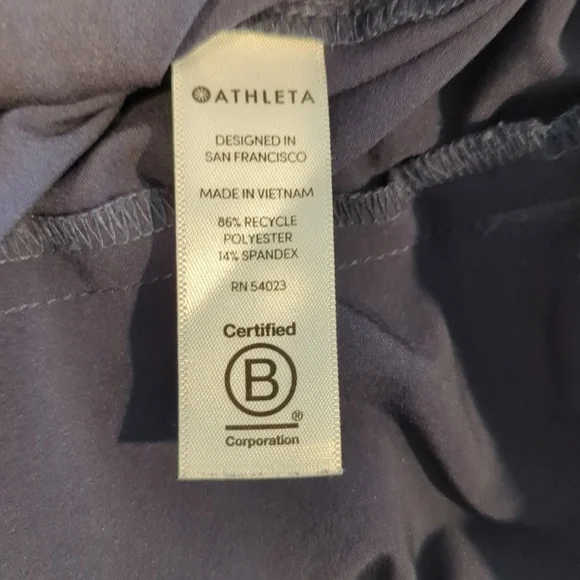 ATHLETA
DESIGNED IN
SAN FRANCISCO
MADE IN VIETNAM
86% RECYCLE
POLYESTER
14% SPANDEX
RN 54023
Certified
B
®
Corporation